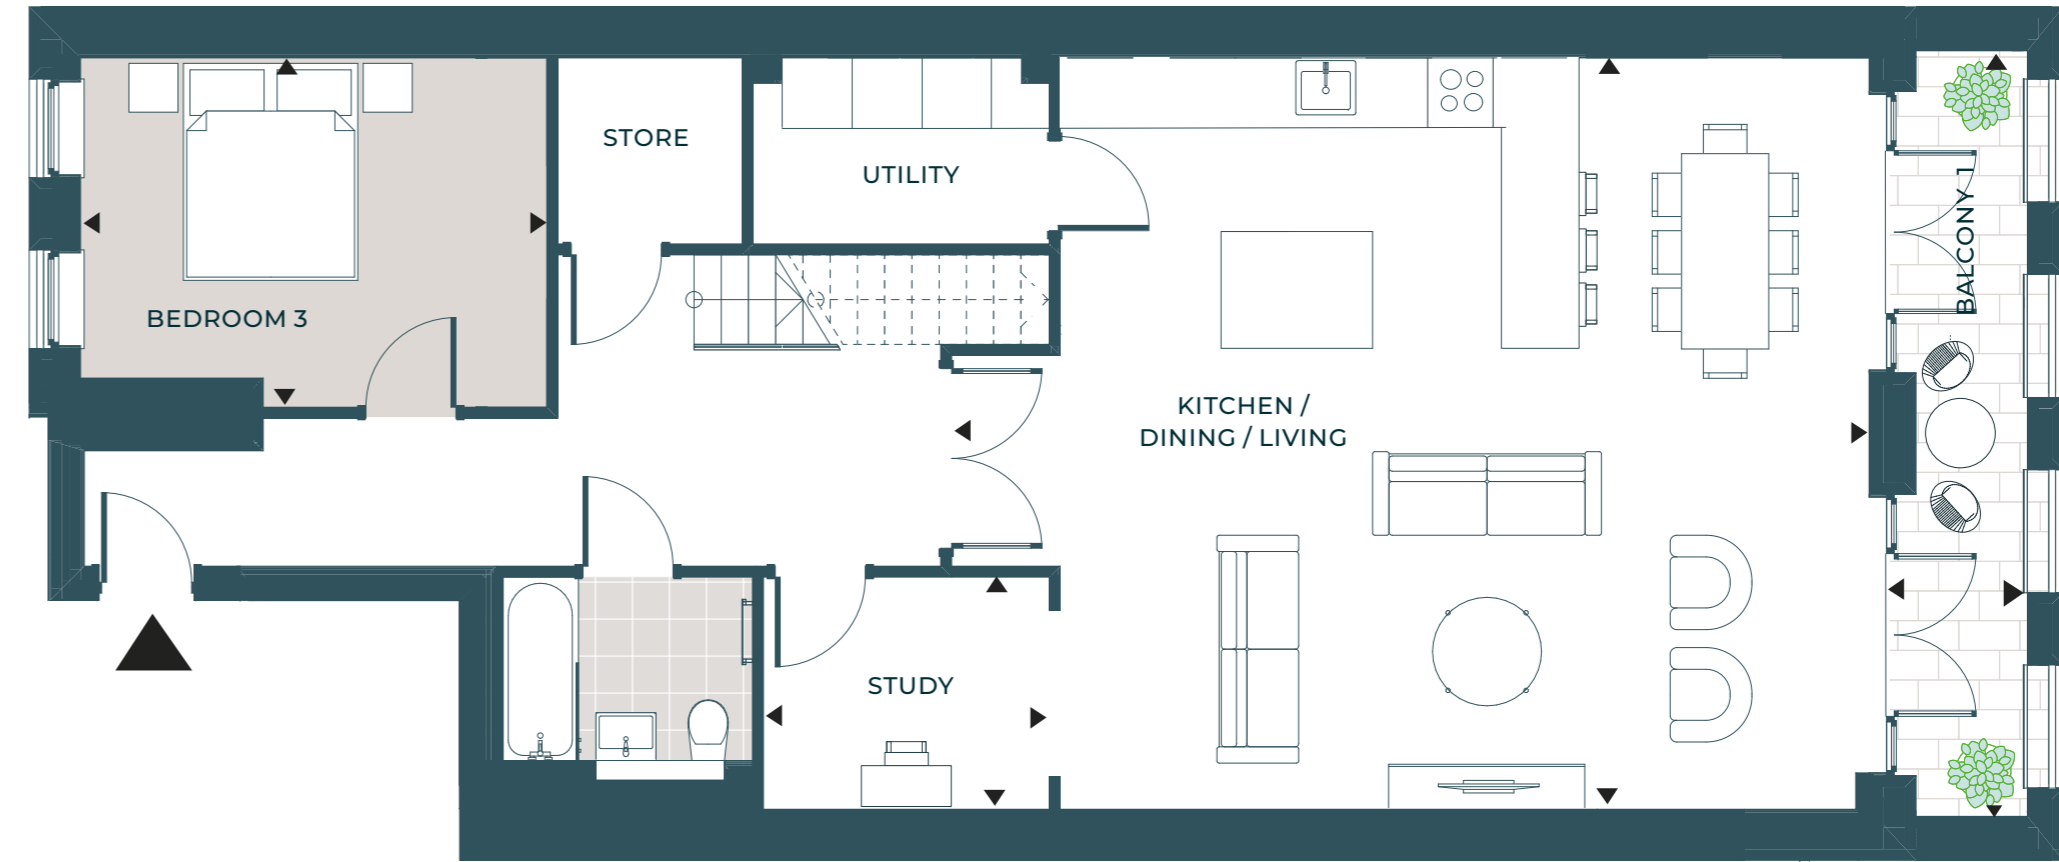 STORE
UTILITY
BEDROOM 3
BALCONY 1
KITCHEN /
DINING / LIVING
STUDY